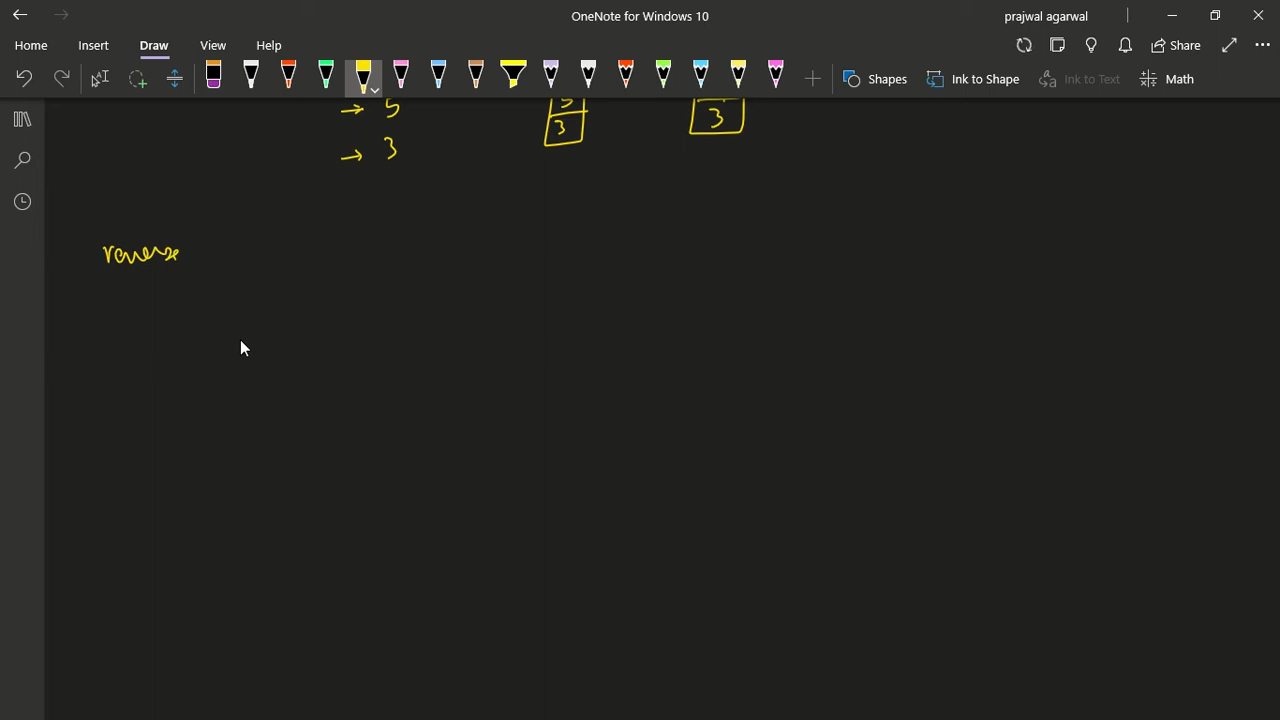 OneNote for Windows 10
prajwal agarwal
Home Insert Draw View Help
Share
Shapes Ink to Shape Ink to Text Math
→ 5 5
3 3
→ 3
reverse